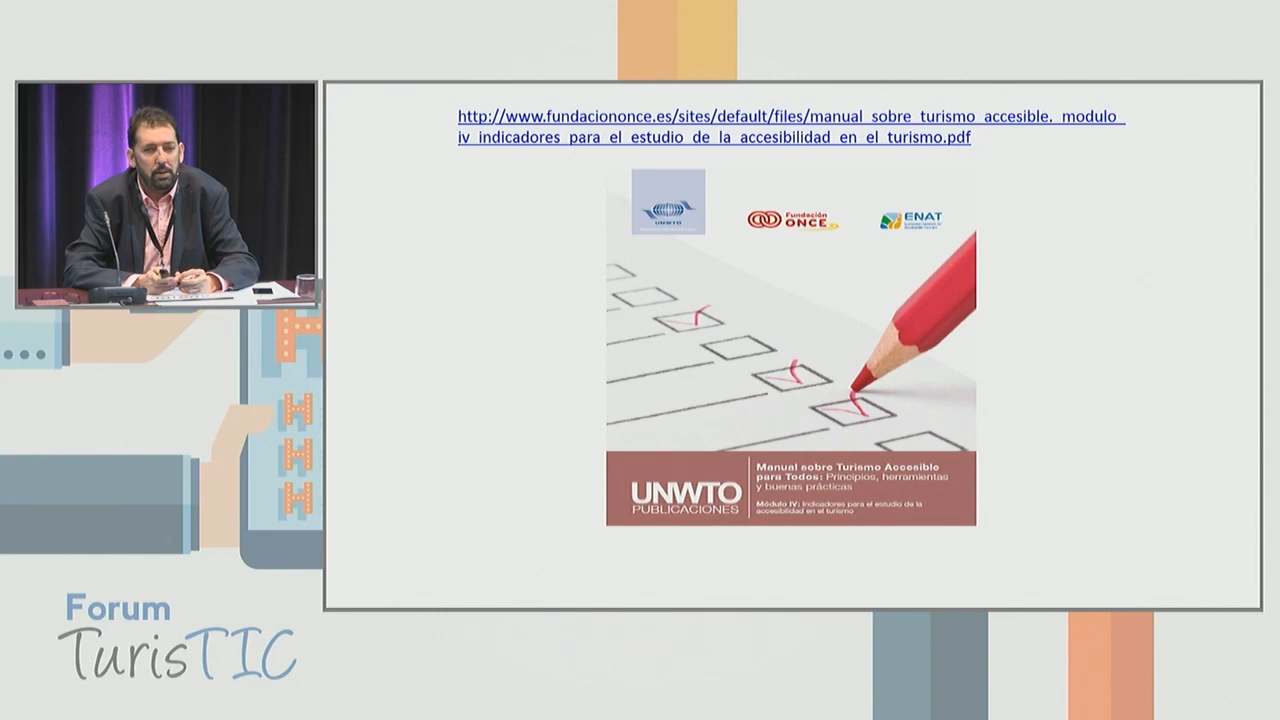 http://www.fundaciononce.es/sites/default/files/manual_sobre_turismo_accesible._modulo_
iv_indicadores_para_el_estudio_de_la_accesibilidad_en_el_turismo.pdf
UNWTO
Fundación
ONCE
ENAT
UNWTO
PUBLICACIONES
Manual sobre Turismo Accesible
para Todos: Principios, herramientas
y buenas prácticas
Módulo IV: Indicadores para el estudio de la
accesibilidad en el turismo
Forum
TurisTIC